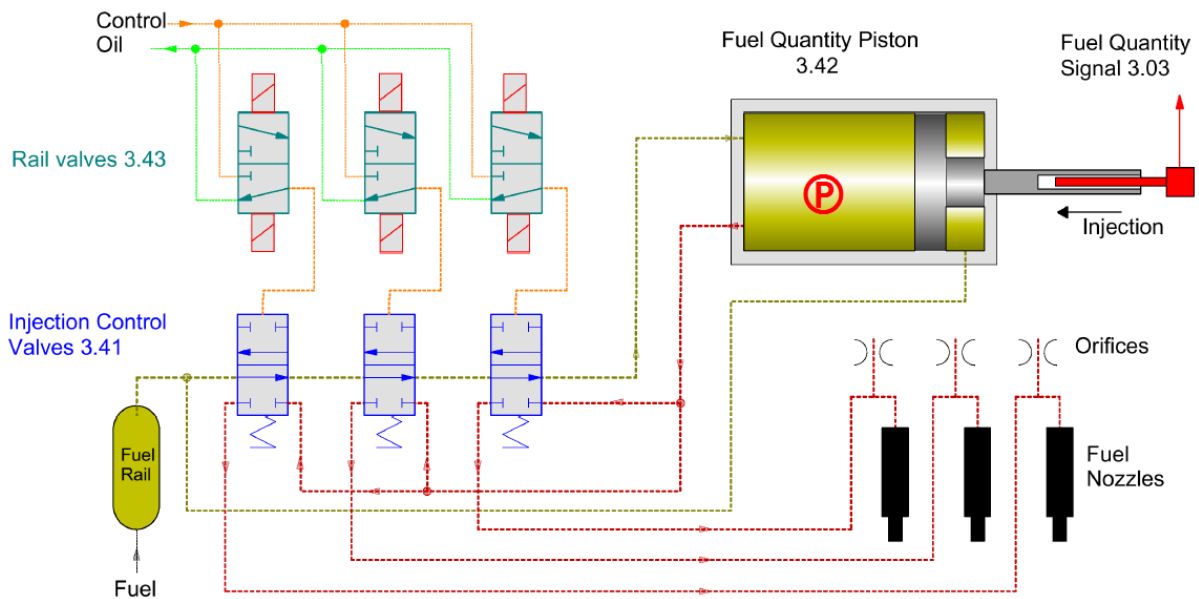 Control
Oil
Fuel Quantity Piston
3.42
Fuel Quantity
Signal 3.03
Rail valves 3.43
P
Injection
Injection Control
Valves 3.41
Orifices
Fuel
Rail
Fuel
Nozzles
Fuel